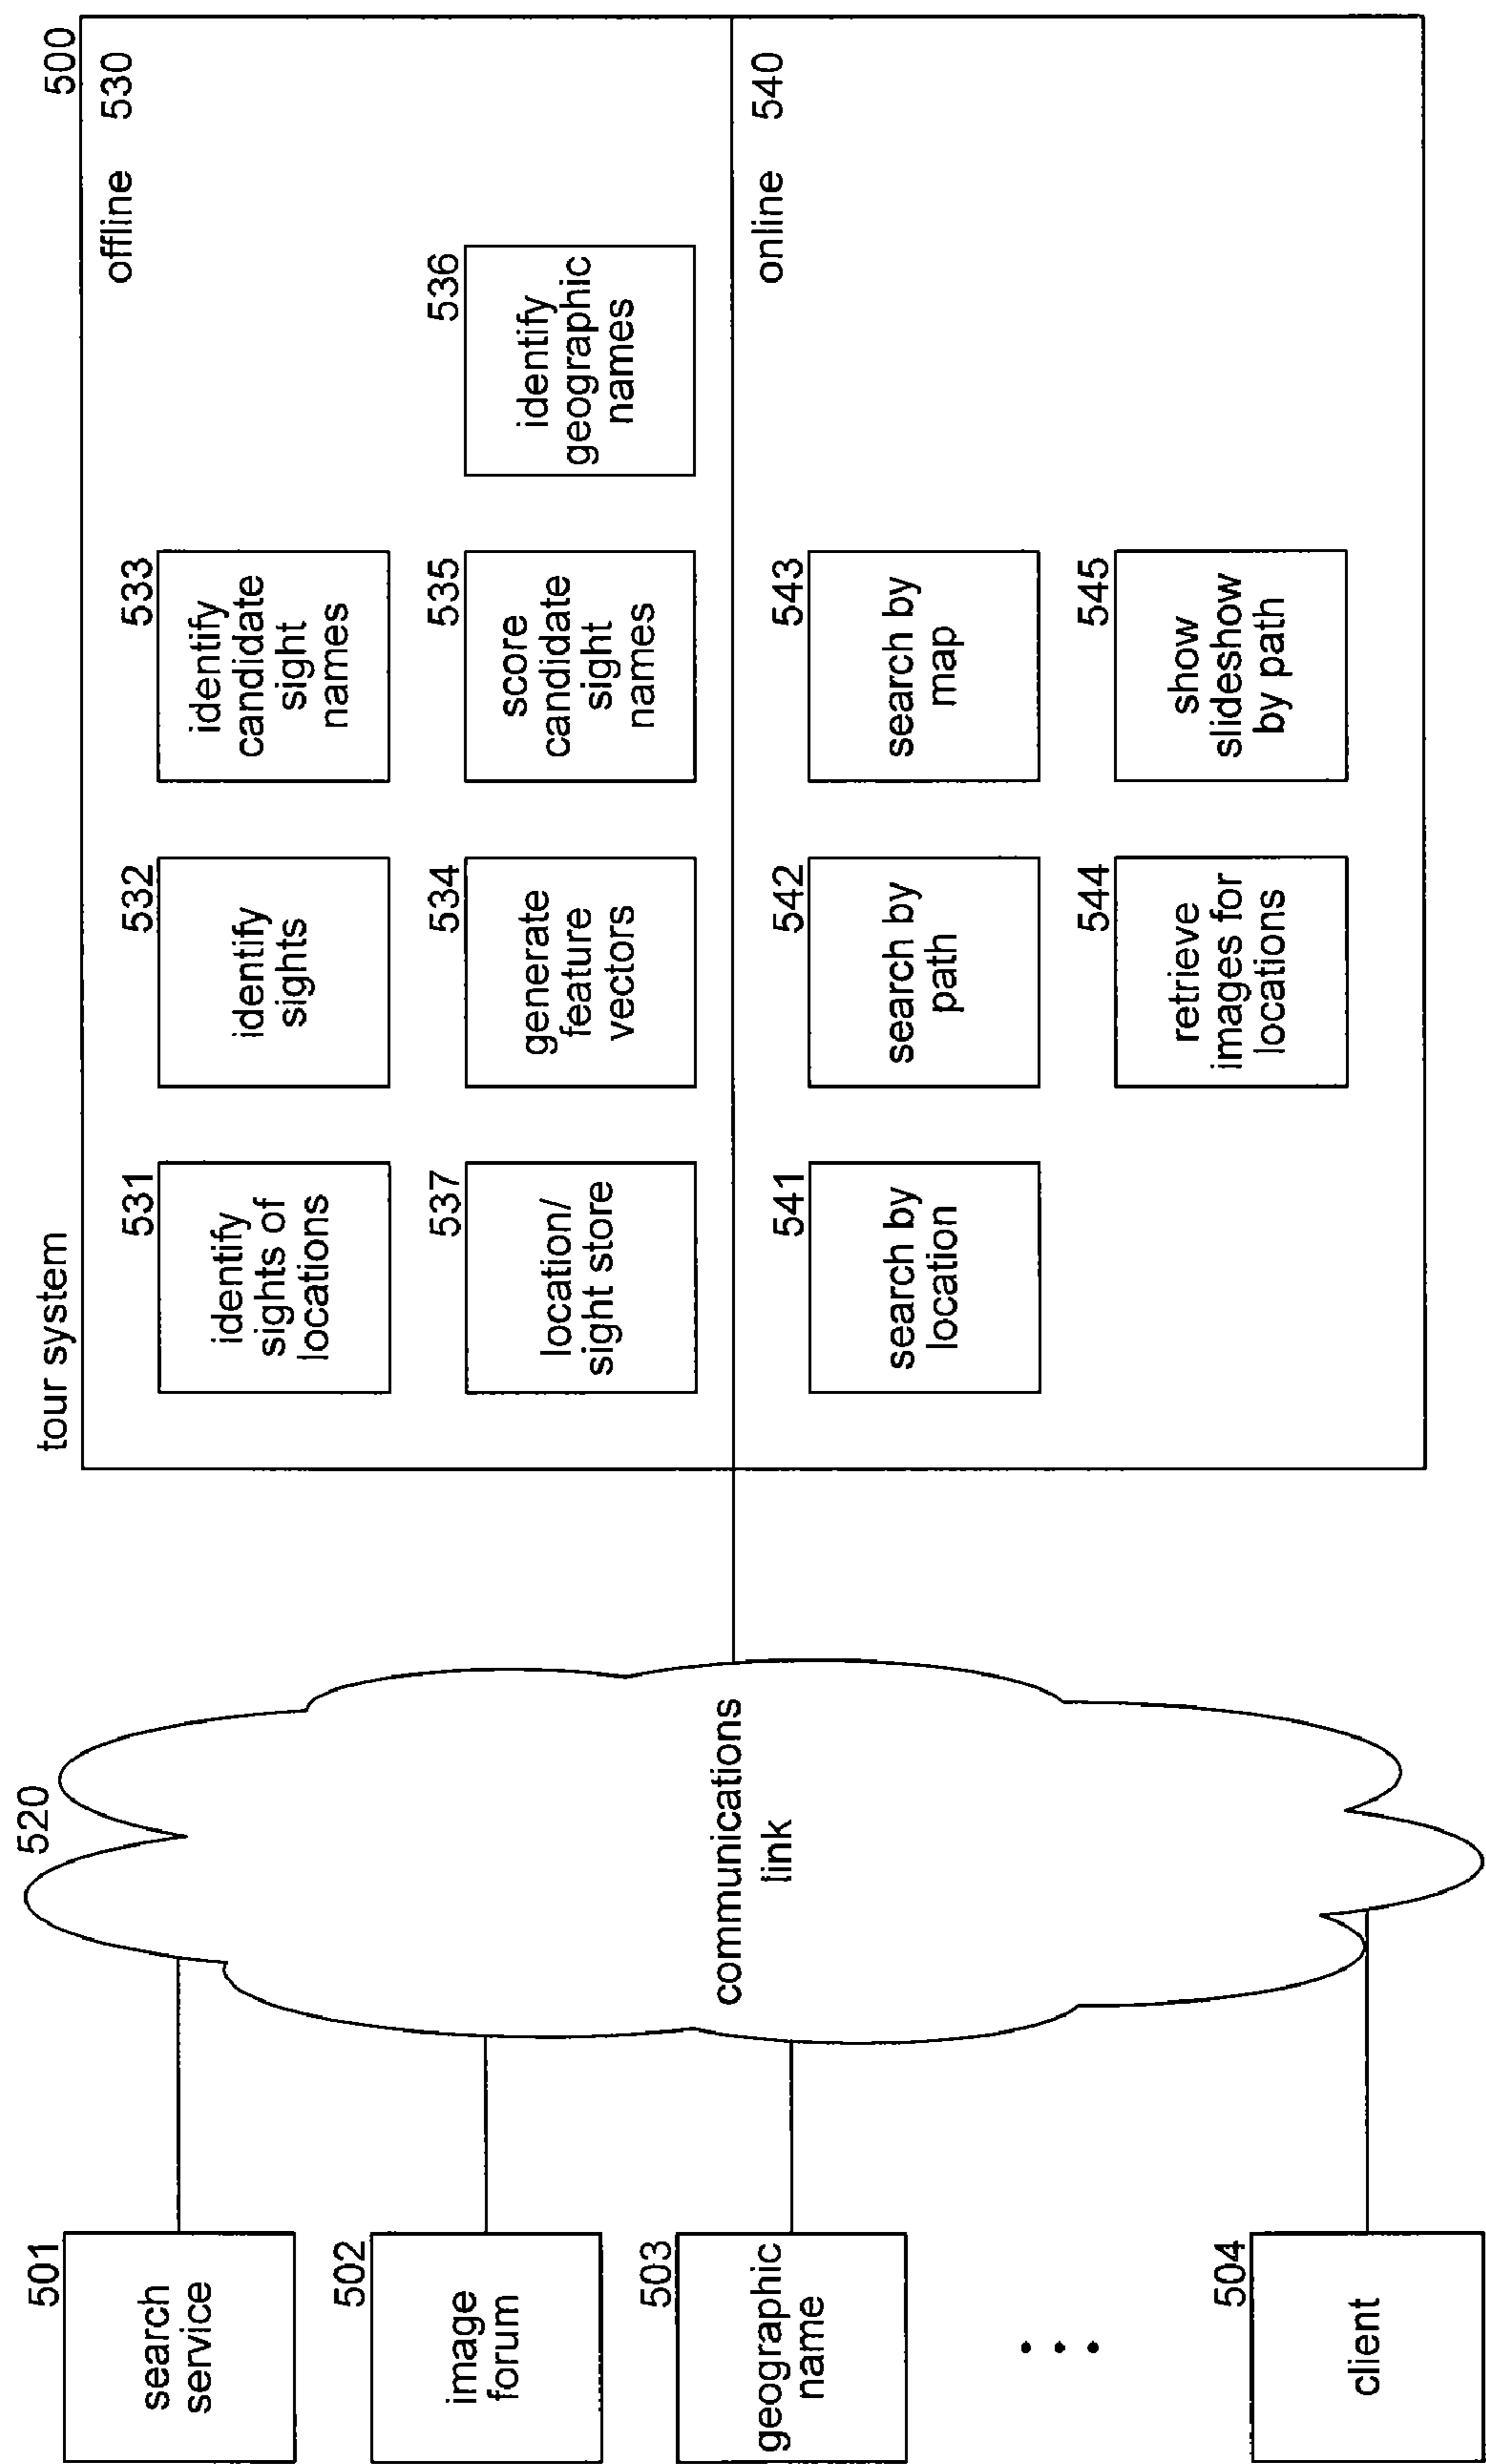 501
search
service
502
image
forum
503
geographic
name
504
client
520
communications
link
tour system
500
offline 530
531
identify
sights of
locations
532
identify
sights
533
identify
candidate
sight
names
537
location/
sight store
534
generate
feature
vectors
535
score
candidate
sight
names
536
identify
geographic
names
online 540
541
search by
location
542
search by
path
543
search by
map
544
retrieve
images for
locations
545
show
slideshow
by path